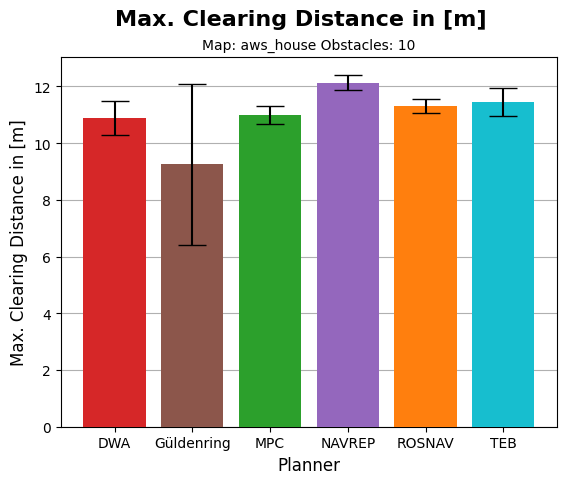 Max. Clearing Distance in [m]
Map: aws_house Obstacles: 10
Max. Clearing Distance in [m]
12
10
8
6
4
2
0
DWA Güldenring MPC NAVREP ROSNAV TEB
Planner